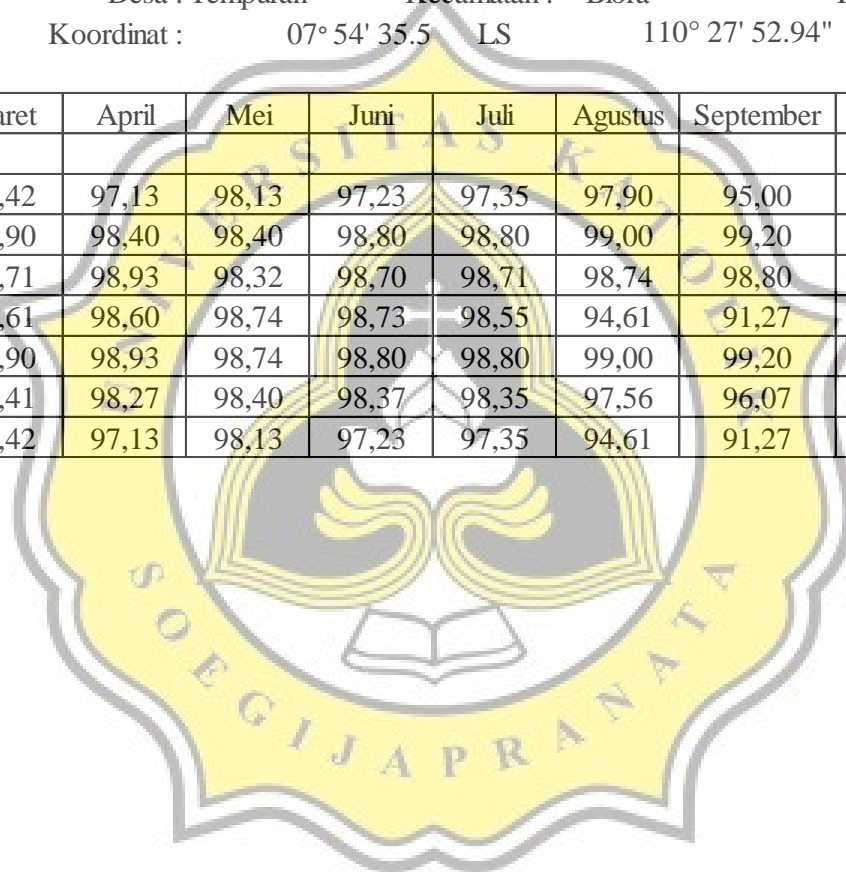 Desa : Tempuran Kecamatan : Blora
Koordinat : 07° 54' 35.5 LS 110° 27' 52.94"
aret April Mei Juni Juli Agustus September
,42 97,13 98,13 97,23 97,35 97,90 95,00
,90 98,40 98,40 98,80 98,80 99,00 99,20
,71 98,93 98,32 98,70 98,71 98,74 98,80
,61 98,60 98,74 98,73 98,55 94,61 91,27
,90 98,93 98,74 98,80 98,80 99,00 99,20
,41 98,27 98,40 98,37 98,35 97,56 96,07
,42 97,13 98,13 97,23 97,35 94,61 91,27
UNIVERSITAS KATOLIK
SOEGIJAPRANATA